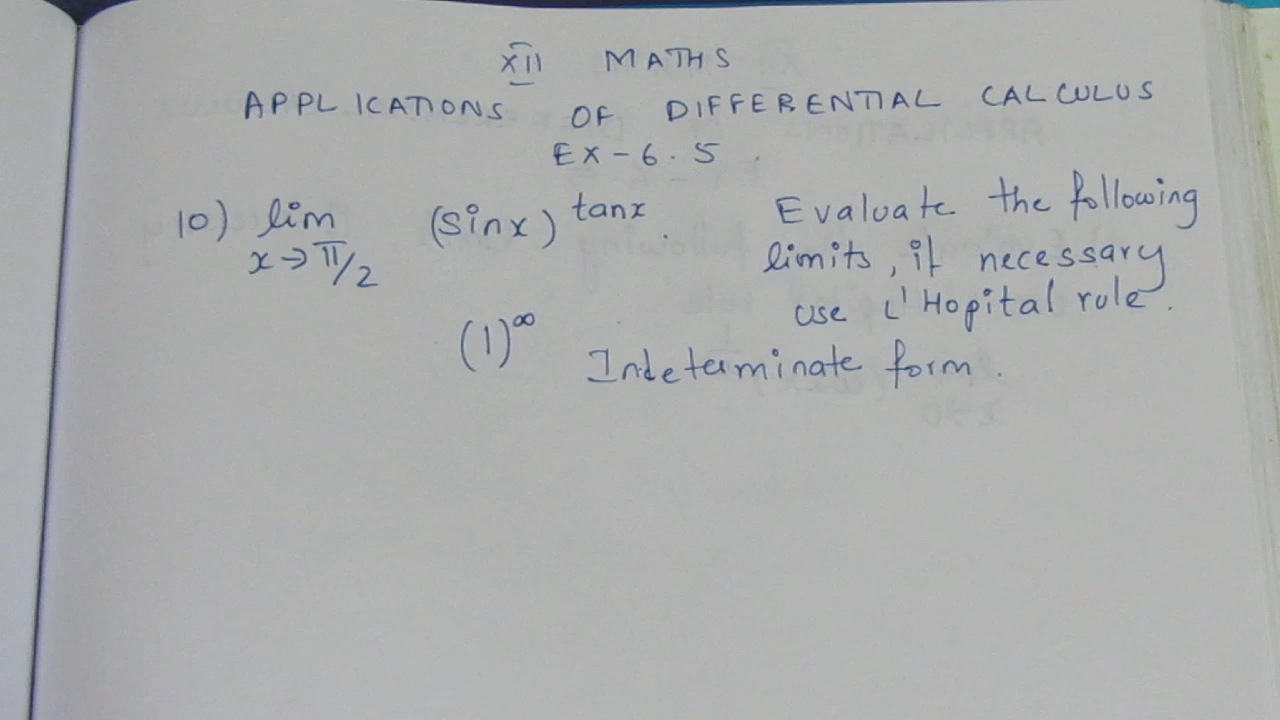 XII MATHS
APPLICATIONS OF DIFFERENTIAL CALCULUS
EX-6.5
10) lim (sinx)^tanx.
x→π/2
Evaluate the following
limits, if necessary
use L'Hopital rule.
(1)^∞ Indeterminate form.